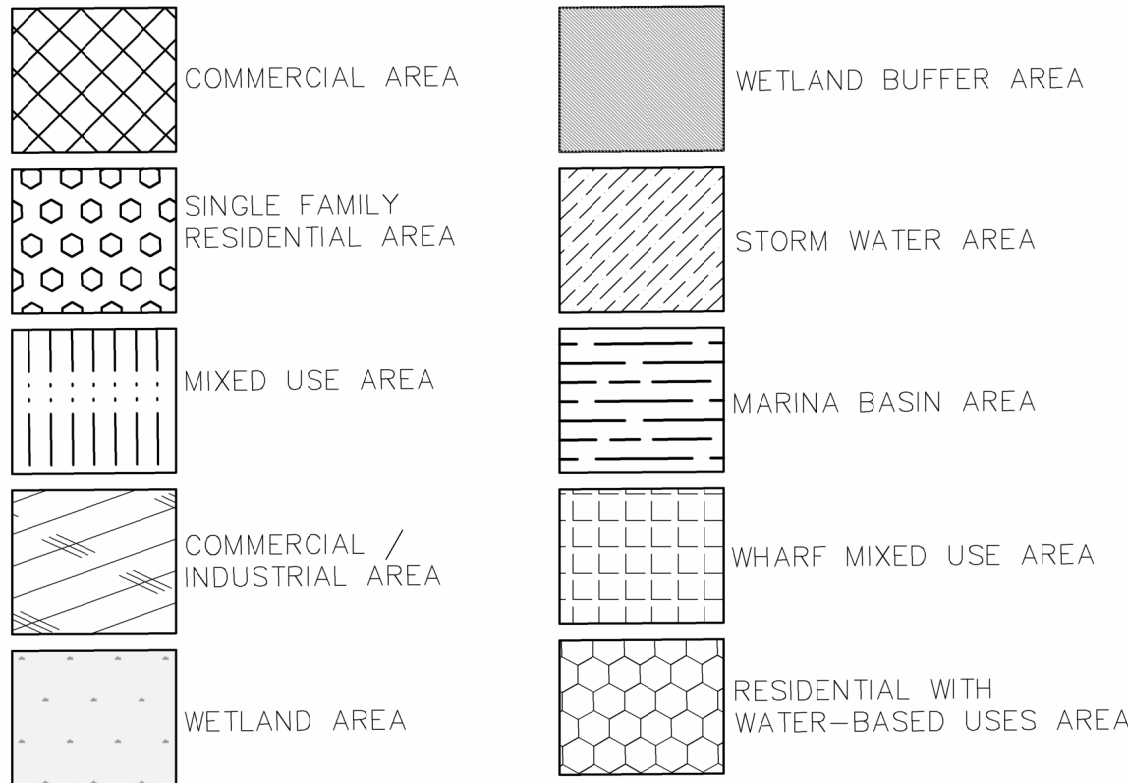 COMMERCIAL AREA
SINGLE FAMILY
RESIDENTIAL AREA
MIXED USE AREA
COMMERCIAL /
INDUSTRIAL AREA
WETLAND AREA
WETLAND BUFFER AREA
STORM WATER AREA
MARINA BASIN AREA
WHARF MIXED USE AREA
RESIDENTIAL WITH
WATER-BASED USES AREA